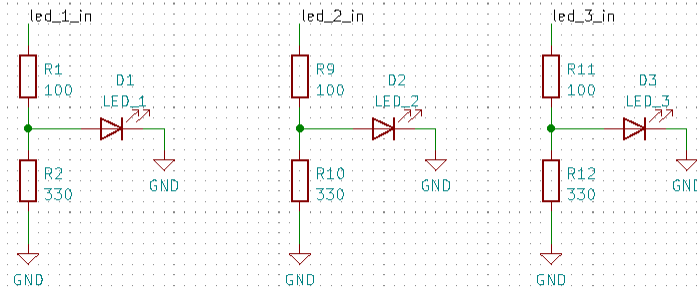 led_1_in
R1
100
D1
LED_1
R2
330
GND
GND
led_2_in
R9
100
D2
LED_2
R10
330
GND
GND
led_3_in
R11
100
D3
LED_3
R12
330
GND
GND